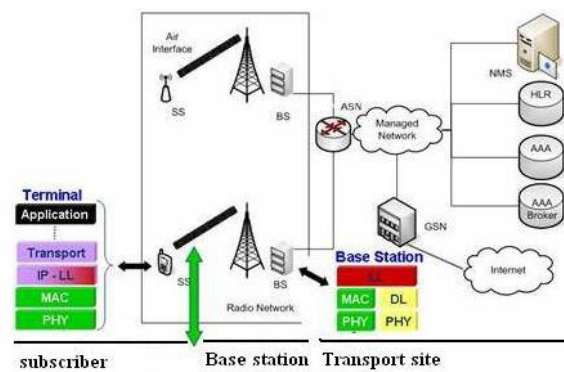 Air
Interface
SS
BS
ASN
Managed
Network
NMS
HLR
AAA
AAA
Broker
GSN
Internet
Terminal
Application
Transport
IP - LL
MAC
PHY
SS
BS
Radio Network
Base Station
LL
MAC DL
PHY PHY
subscriber
Base station
Transport site